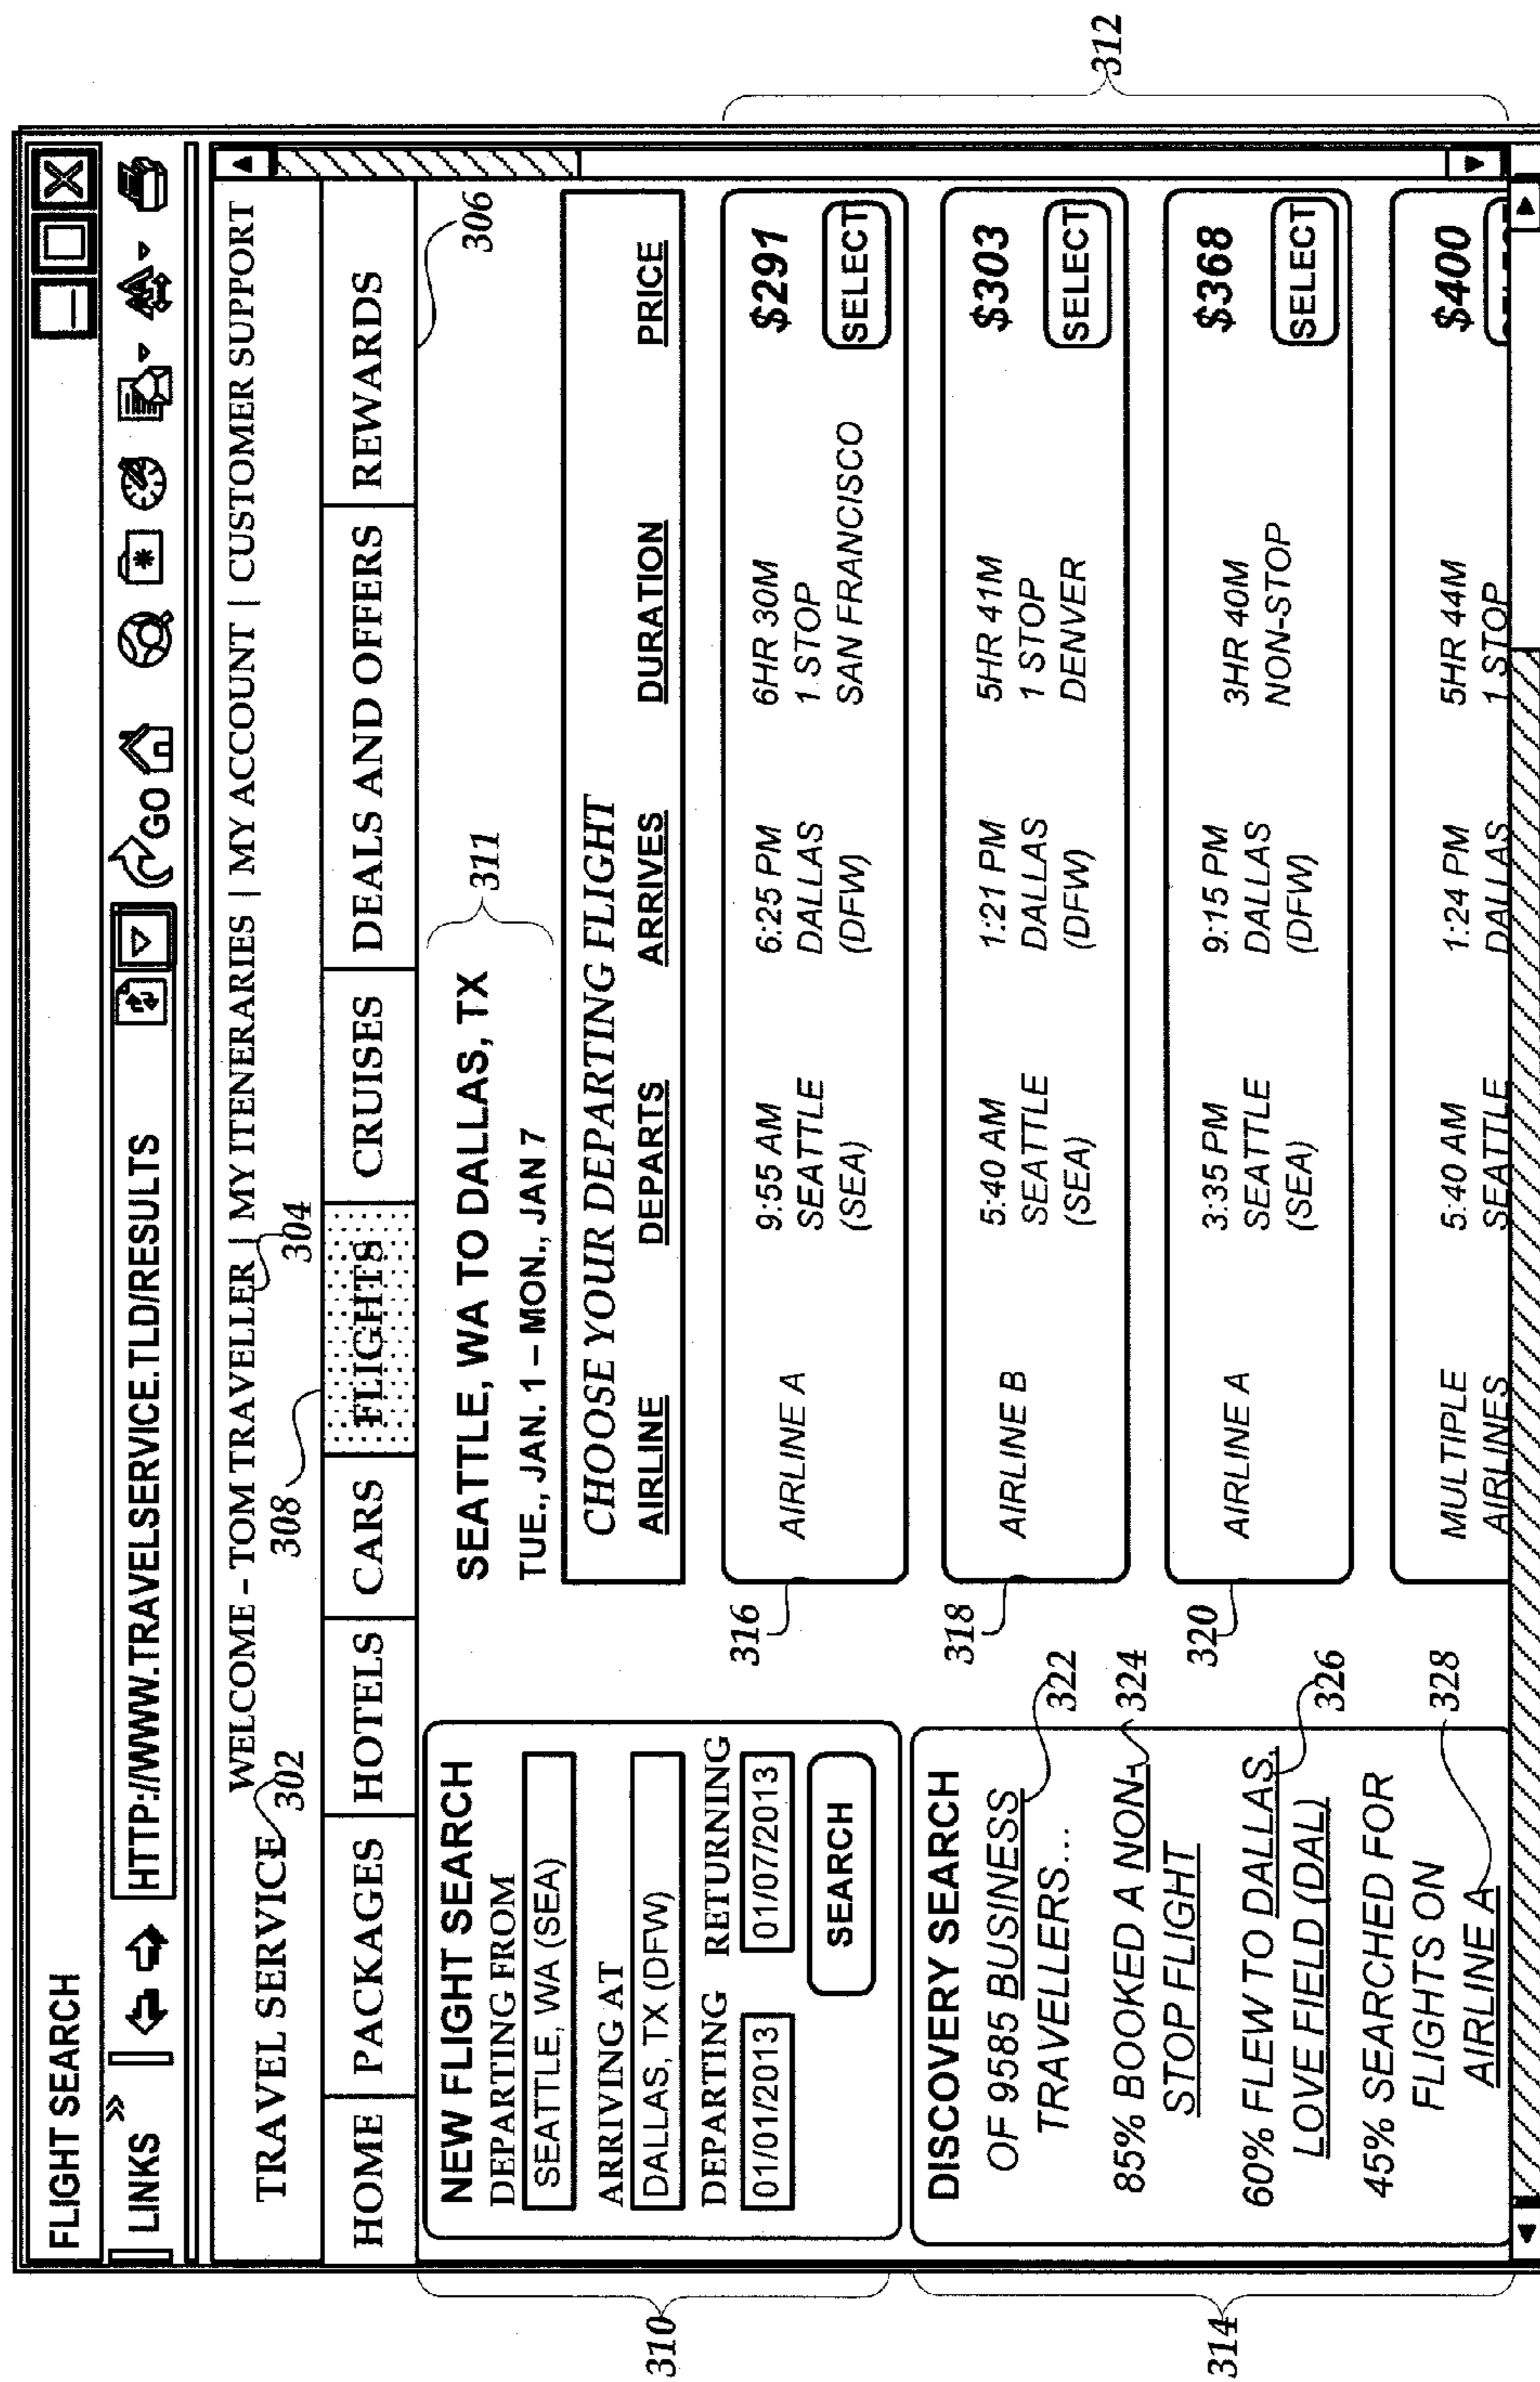 FLIGHT SEARCH
LINKS » HTTP://WWW.TRAVELSERVICE.TLD/RESULTS GO
TRAVEL SERVICE WELCOME – TOM TRAVELLER | MY ITENERARIES | MY ACCOUNT | CUSTOMER SUPPORT
302 308 304
HOME PACKAGES HOTELS CARS FLIGHTS CRUISES DEALS AND OFFERS REWARDS
306
310
NEW FLIGHT SEARCH
DEPARTING FROM
SEATTLE, WA (SEA)
ARRIVING AT
DALLAS, TX (DFW)
DEPARTING RETURNING
01/01/2013 01/07/2013
SEARCH
314
DISCOVERY SEARCH
OF 9585 BUSINESS
TRAVELLERS...
322
85% BOOKED A NON-
STOP FLIGHT
324
60% FLEW TO DALLAS,
LOVE FIELD (DAL)
326
45% SEARCHED FOR
FLIGHTS ON
AIRLINE A
328
SEATTLE, WA TO DALLAS, TX
TUE., JAN. 1 – MON., JAN 7
311
CHOOSE YOUR DEPARTING FLIGHT
AIRLINE DEPARTS ARRIVES DURATION PRICE
312
316
AIRLINE A 9:55 AM 6:25 PM 6HR 30M $291
SEATTLE DALLAS 1 STOP
(SEA) (DFW) SAN FRANCISCO SELECT
318
AIRLINE B 5:40 AM 1:21 PM 5HR 41M $303
SEATTLE DALLAS 1 STOP
(SEA) (DFW) DENVER SELECT
320
AIRLINE A 3:35 PM 9:15 PM 3HR 40M $368
SEATTLE DALLAS NON-STOP
(SEA) (DFW) SELECT
MULTIPLE 5:40 AM 1:24 PM 5HR 44M $400
AIRLINES SEATTLE DALLAS 1 STOP